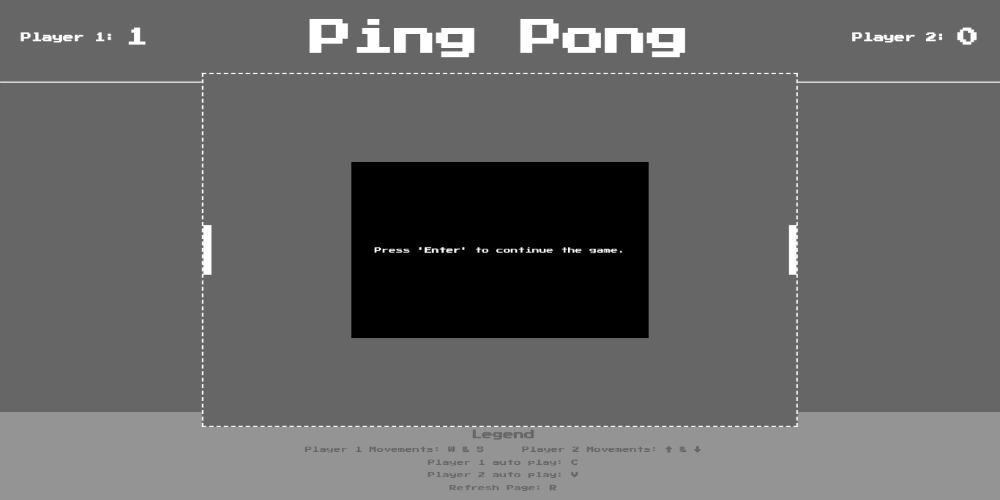 Player 1: 1
Ping Pong
Player 2: 0
Press 'Enter' to continue the game.
Legend
Player 1 Movements: W & S
Player 2 Movements: ↑ & ↓
Player 1 auto play: C
Player 2 auto play: V
Refresh Page: R